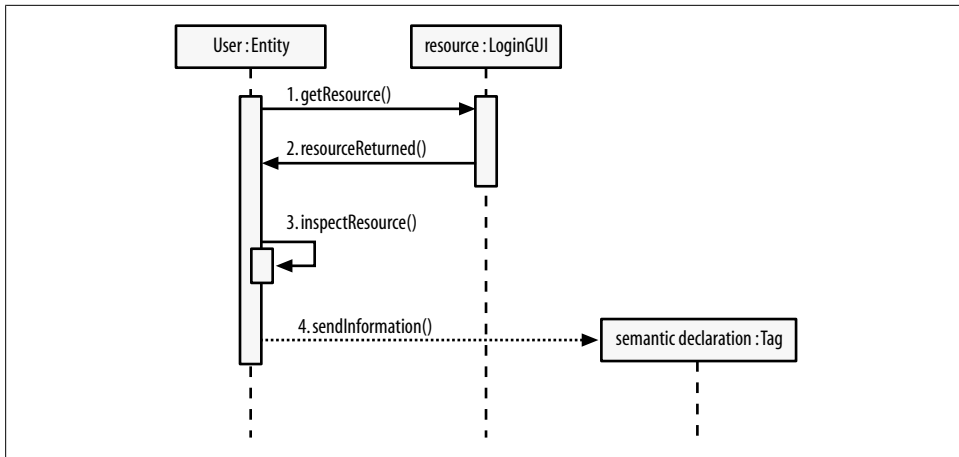 User : Entity
resource : LoginGUI
1. getResource()
2. resourceReturned()
3. inspectResource()
4. sendInformation()
semantic declaration : Tag